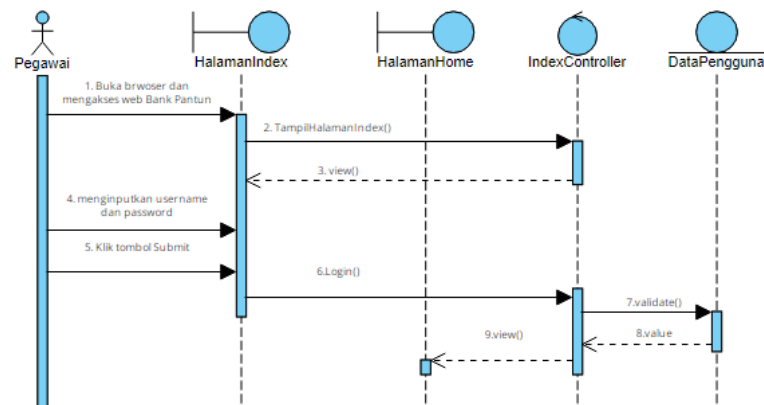 Pegawai
HalamanIndex
HalamanHome
IndexController
DataPengguna
1. Buka brwoser dan
mengakses web Bank Pantun
2. TampilHalamanIndex()
3. view()
4. menginputkan username
dan password
5. Klik tombol Submit
6.Login()
7.validate()
8.value
9.view()